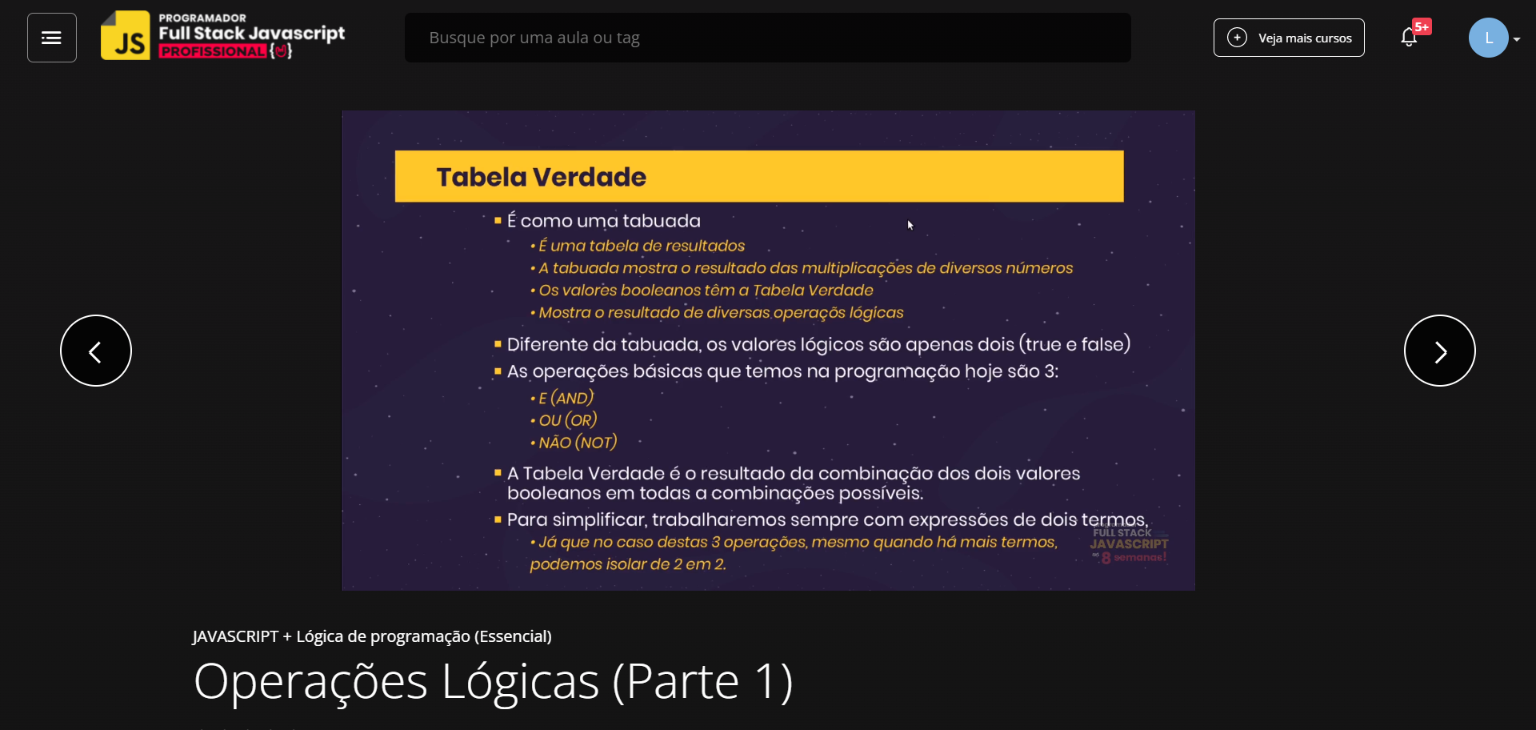 JS
PROGRAMADOR
Full Stack Javascript
PROFISSIONAL
Busque por uma aula ou tag
Veja mais cursos
5+
L
Tabela Verdade
É como uma tabuada
• É uma tabela de resultados
• A tabuada mostra o resultado das multiplicações de diversos números
• Os valores booleanos têm a Tabela Verdade
• Mostra o resultado de diversas operaçõs lógicas
Diferente da tabuada, os valores lógicos são apenas dois (true e false)
As operações básicas que temos na programação hoje são 3:
• E (AND)
• OU (OR)
• NÃO (NOT)
A Tabela Verdade é o resultado da combinação dos dois valores
booleanos em todas a combinações possíveis.
Para simplificar, trabalharemos sempre com expressões de dois termos,
• Já que no caso destas 3 operações, mesmo quando há mais termos,
podemos isolar de 2 em 2.
FULL STACK
JAVASCRIPT
8 semanas!
JAVASCRIPT + Lógica de programação (Essencial)
Operações Lógicas (Parte 1)